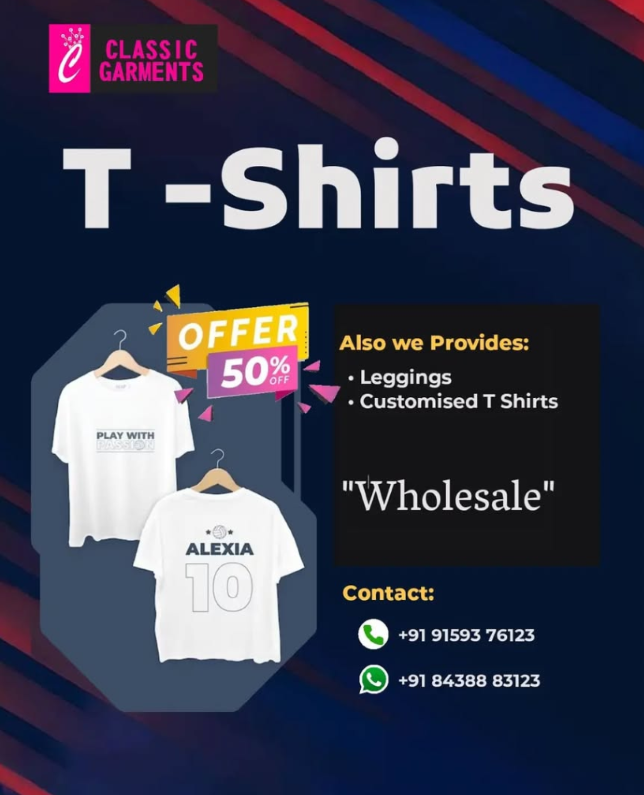 CLASSIC
GARMENTS
T -Shirts
OFFER
50%
OFF
PLAY WITH
PASSION
ALEXIA
10
Also we Provides:
• Leggings
• Customised T Shirts
"Wholesale"
Contact:
+91 91593 76123
+91 84388 83123